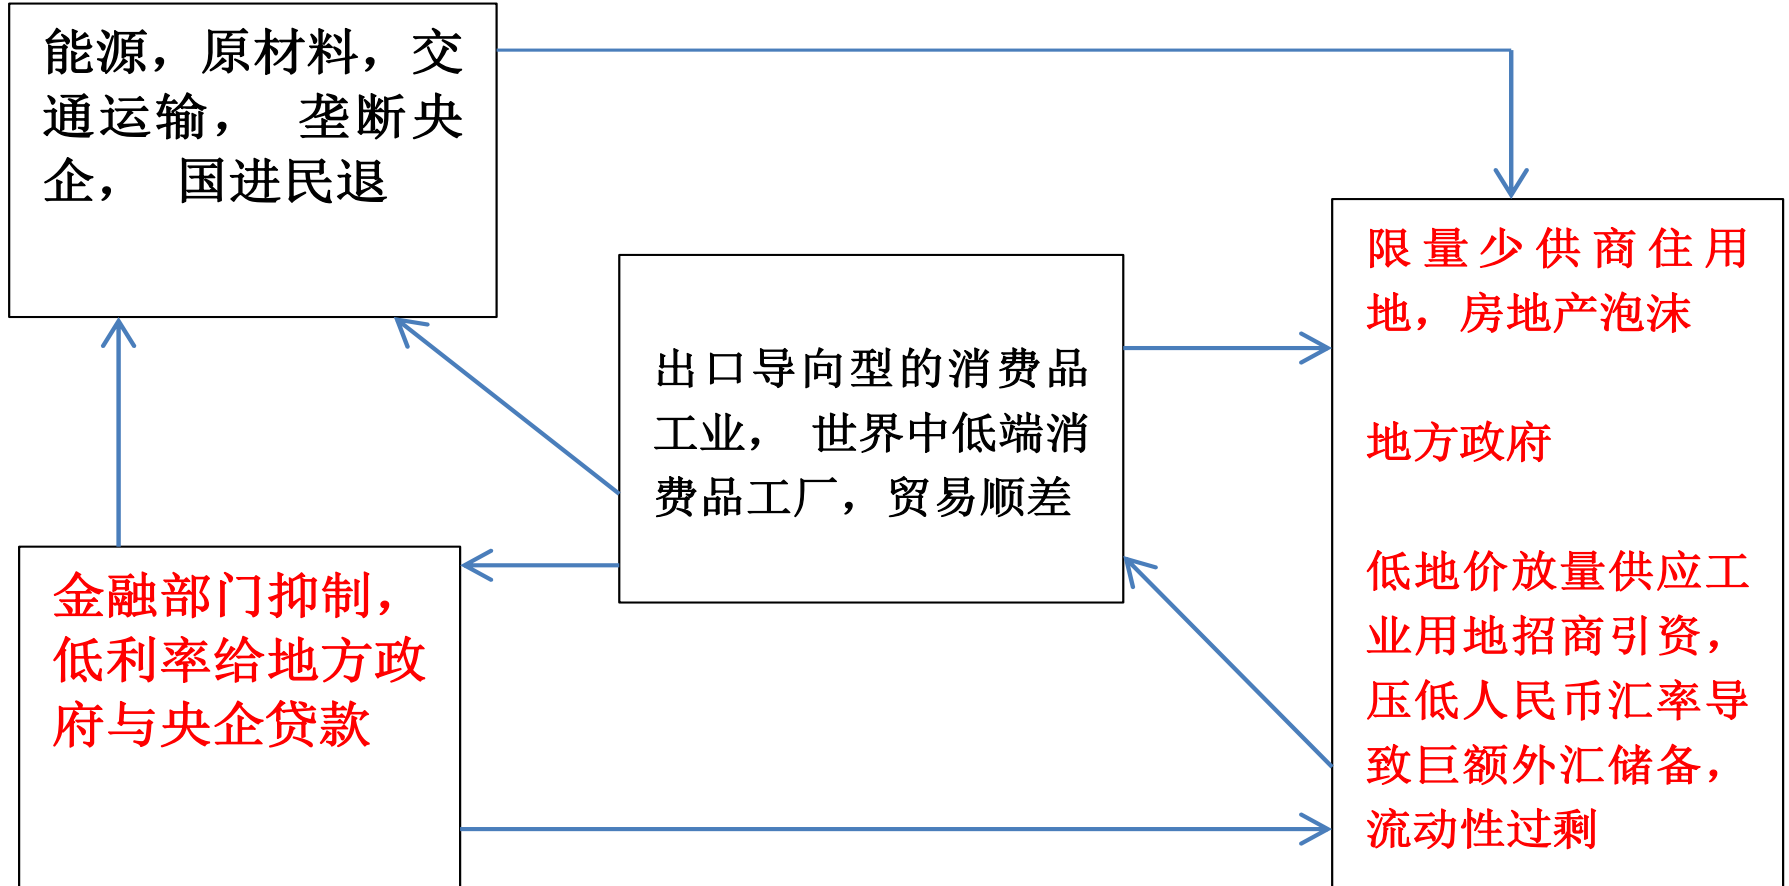 能源，原材料，交
通运输， 垄断央
企， 国进民退
出口导向型的消费品
工业， 世界中低端消
费品工厂，贸易顺差
限量少供商住用
地，房地产泡沫
地方政府
低地价放量供应工
业用地招商引资，
压低人民币汇率导
致巨额外汇储备，
流动性过剩
金融部门抑制，
低利率给地方政
府与央企贷款